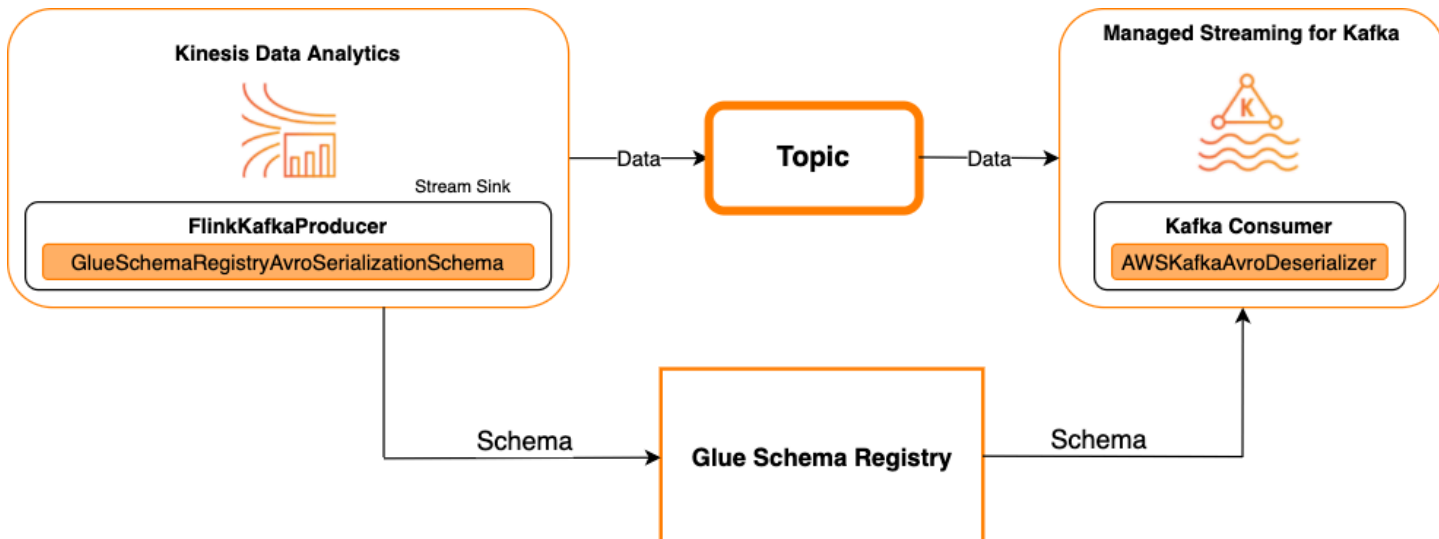 Kinesis Data Analytics
Stream Sink
FlinkKafkaProducer
GlueSchemaRegistryAvroSerializationSchema
Data
Topic
Data
Managed Streaming for Kafka
K
Kafka Consumer
AWSKafkaAvroDeserializer
Schema
Glue Schema Registry
Schema